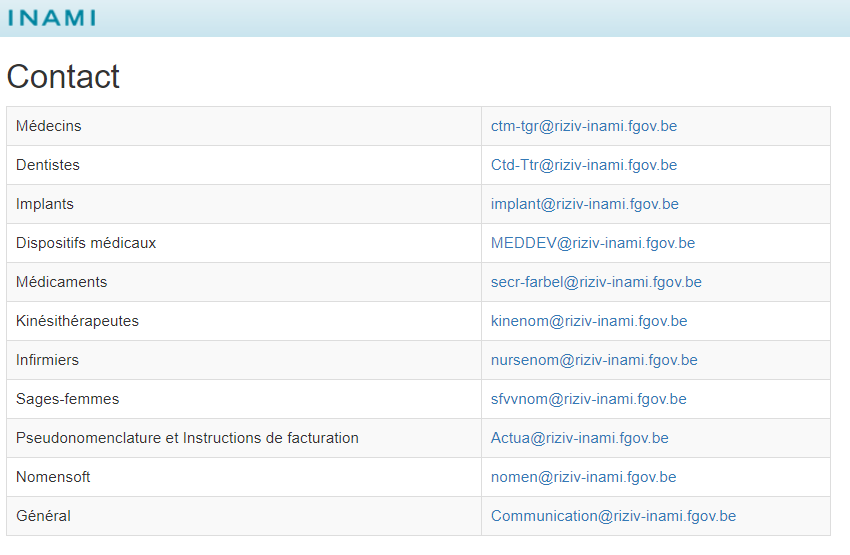 INAMI
Contact
Médecins ctm-tgr@riziv-inami.fgov.be
Dentistes Ctd-Ttr@riziv-inami.fgov.be
Implants implant@riziv-inami.fgov.be
Dispositifs médicaux MEDDEV@riziv-inami.fgov.be
Médicaments secr-farbel@riziv-inami.fgov.be
Kinésithérapeutes kinenom@riziv-inami.fgov.be
Infirmiers nursenom@riziv-inami.fgov.be
Sages-femmes sfvvnom@riziv-inami.fgov.be
Pseudonomenclature et Instructions de facturation Actua@riziv-inami.fgov.be
Nomensoft nomen@riziv-inami.fgov.be
Général Communication@riziv-inami.fgov.be